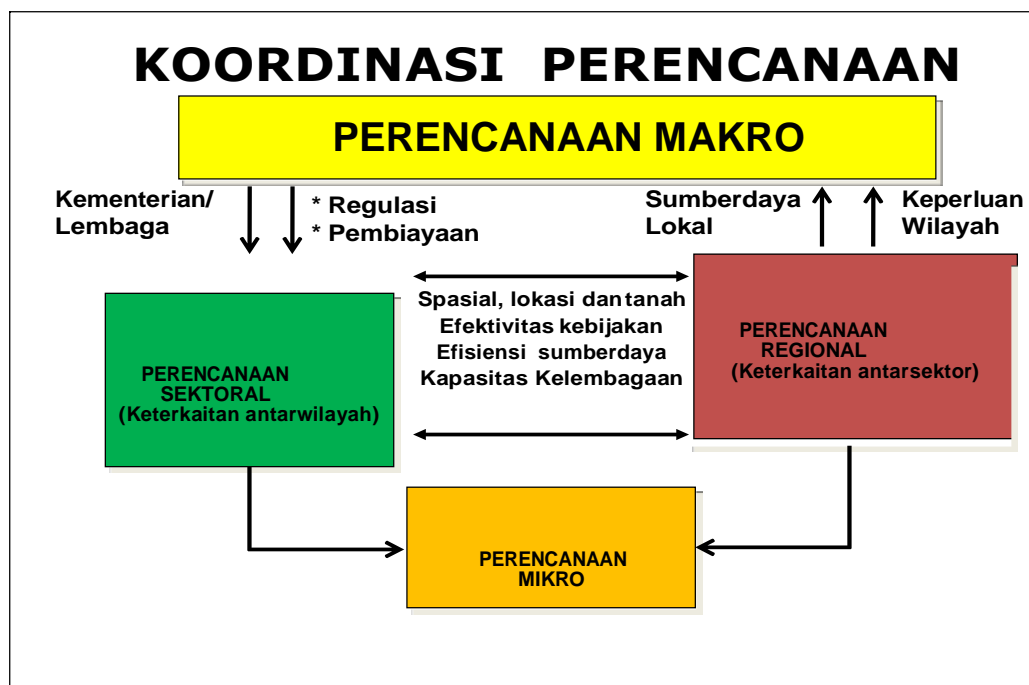 KOORDINASI PERENCANAAN
PERENCANAAN MAKRO
Kementerian/
Lembaga
* Regulasi
* Pembiayaan
Sumberdaya
Lokal
Keperluan
Wilayah
Spasial, lokasi dan tanah
Efektivitas kebijakan
Efisiensi sumberdaya
Kapasitas Kelembagaan
PERENCANAAN
SEKTORAL
(Keterkaitan antarwilayah)
PERENCANAAN
REGIONAL
(Keterkaitan antarsektor)
PERENCANAAN
MIKRO